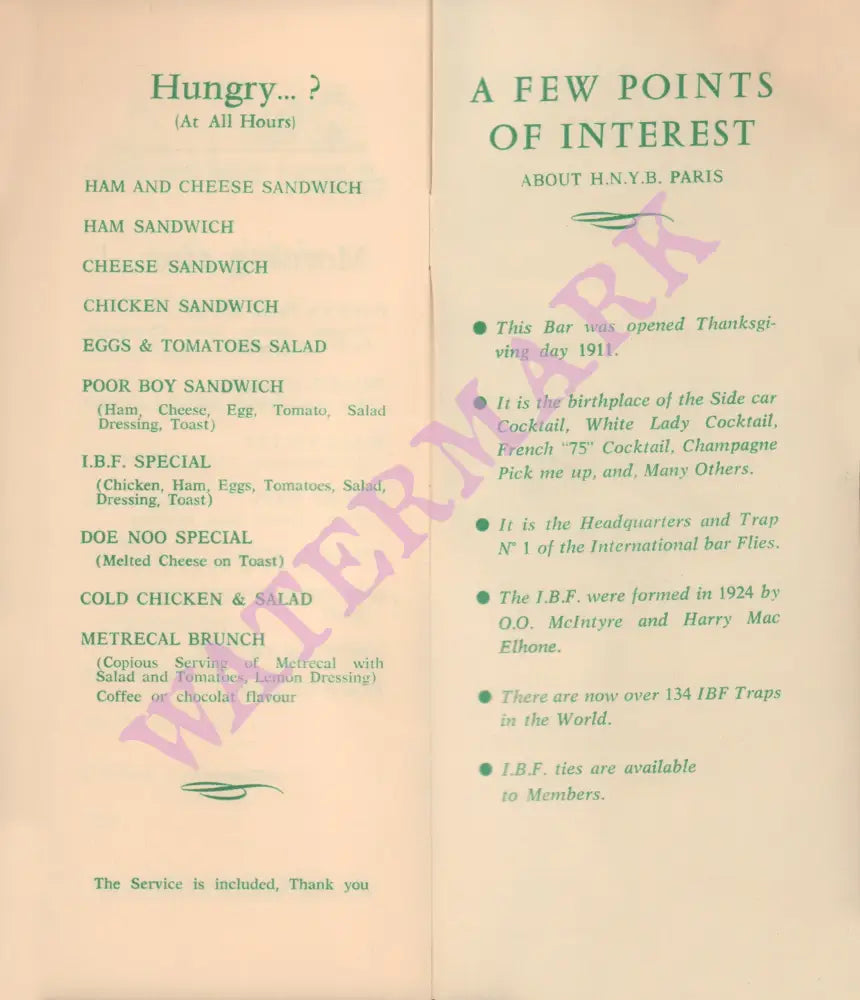 Hungry... ?
(At All Hours)
HAM AND CHEESE SANDWICH
HAM SANDWICH
CHEESE SANDWICH
CHICKEN SANDWICH
EGGS & TOMATOES SALAD
POOR BOY SANDWICH
(Ham, Cheese, Egg, Tomato, Salad
Dressing, Toast)
I.B.F. SPECIAL
(Chicken, Ham, Eggs, Tomatoes, Salad,
Dressing, Toast)
DOE NOO SPECIAL
(Melted Cheese on Toast)
COLD CHICKEN & SALAD
METRECAL BRUNCH
(Copious Serving of Metrecal with
Salad and Tomatoes, Lemon Dressing)
Coffee or chocolat flavour
The Service is included, Thank you
A FEW POINTS
OF INTEREST
ABOUT H.N.Y.B. PARIS
● This Bar was opened Thanksgi-
ving day 1911.
● It is the birthplace of the Side car
Cocktail, White Lady Cocktail,
French "75" Cocktail, Champagne
Pick me up, and, Many Others.
● It is the Headquarters and Trap
N° 1 of the International bar Flies.
● The I.B.F. were formed in 1924 by
O.O. McIntyre and Harry Mac
Elhone.
● There are now over 134 IBF Traps
in the World.
● I.B.F. ties are available
to Members.
WATERMARK